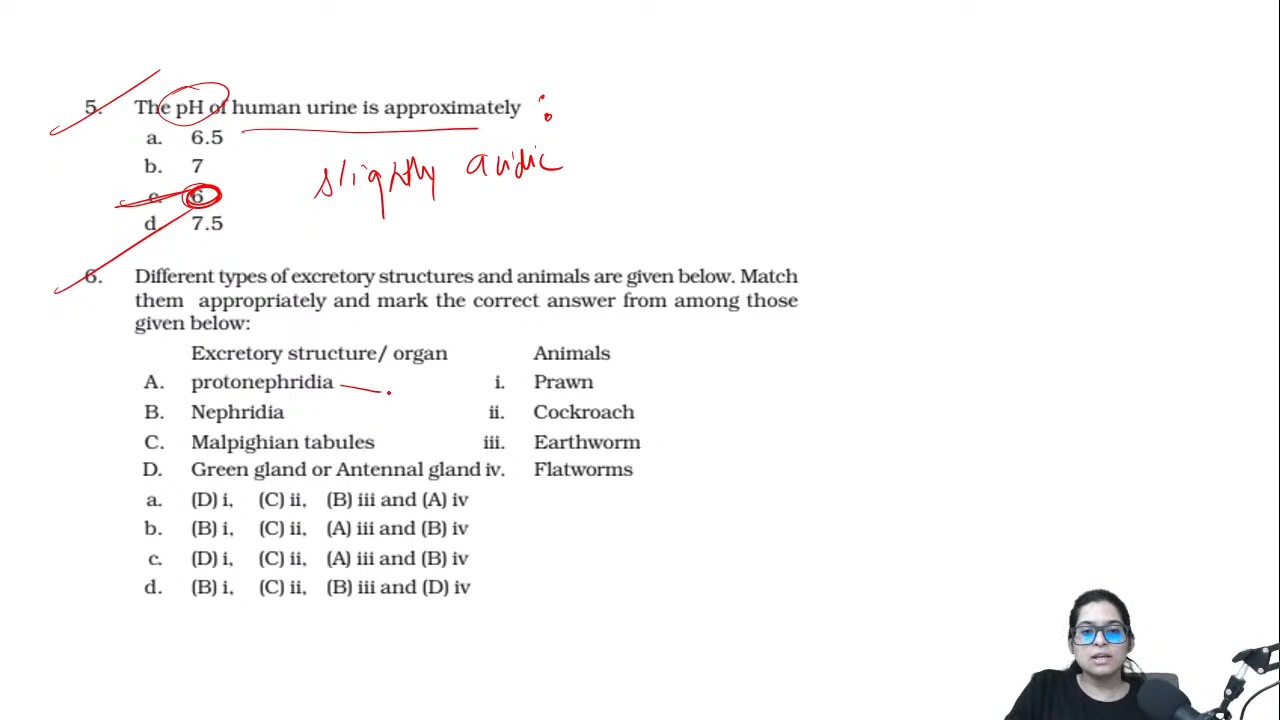 5. The pH of human urine is approximately :
a. 6.5
b. 7
slightly acidic
c. 6
d. 7.5
6. Different types of excretory structures and animals are given below. Match
them appropriately and mark the correct answer from among those
given below:
Excretory structure/ organ Animals
A. protonephridia i. Prawn
B. Nephridia ii. Cockroach
C. Malpighian tabules iii. Earthworm
D. Green gland or Antennal gland iv. Flatworms
a. (D) i, (C) ii, (B) iii and (A) iv
b. (B) i, (C) ii, (A) iii and (B) iv
c. (D) i, (C) ii, (A) iii and (B) iv
d. (B) i, (C) ii, (B) iii and (D) iv